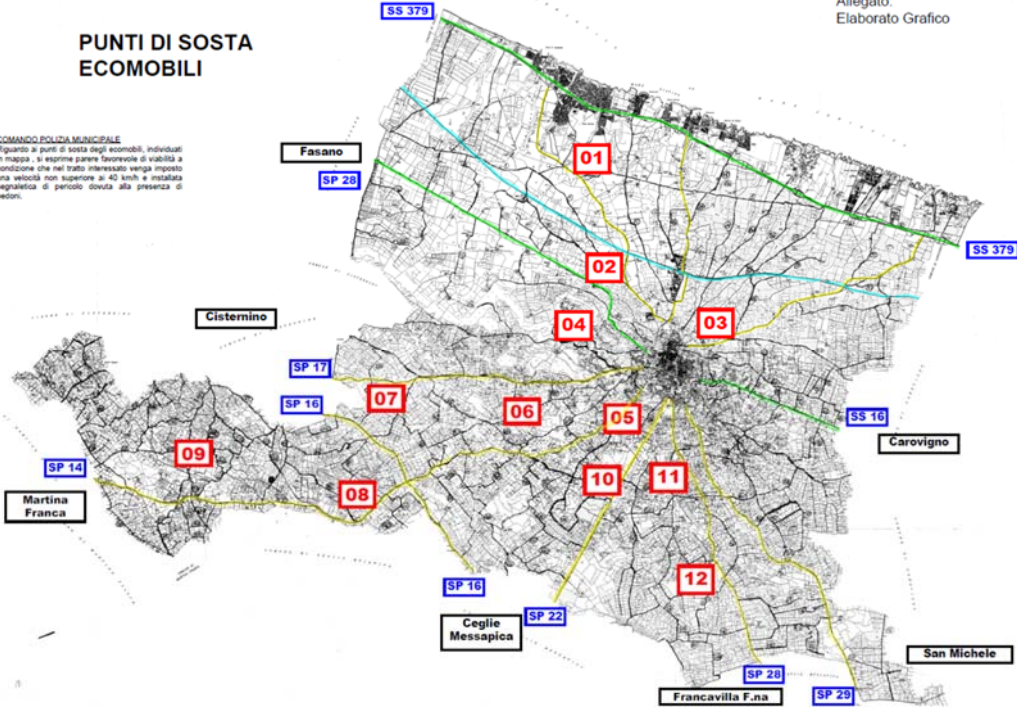 Allegato:
Elaborato Grafico
SS 379
PUNTI DI SOSTA
ECOMOBILI
COMANDO POLIZIA MUNICIPALE
Riguardo ai punti di sosta degli ecomobili, individuati
in mappa , si esprime parere favorevole di viabilità a
condizione che nel tratto interessato venga imposto
una velocità non superiore ai 40 km/h e installata
segnaletica di pericolo dovuta alla presenza di
pedoni.
Fasano
SP 28
01
SS 379
02
Cisternino
04
03
SP 17
SP 16
07
06
05
SS 16
Carovigno
09
SP 14
Martina
Franca
08
10
11
SP 16
12
SP 22
Ceglie
Messapica
San Michele
SP 28
Francavilla F.na
SP 29